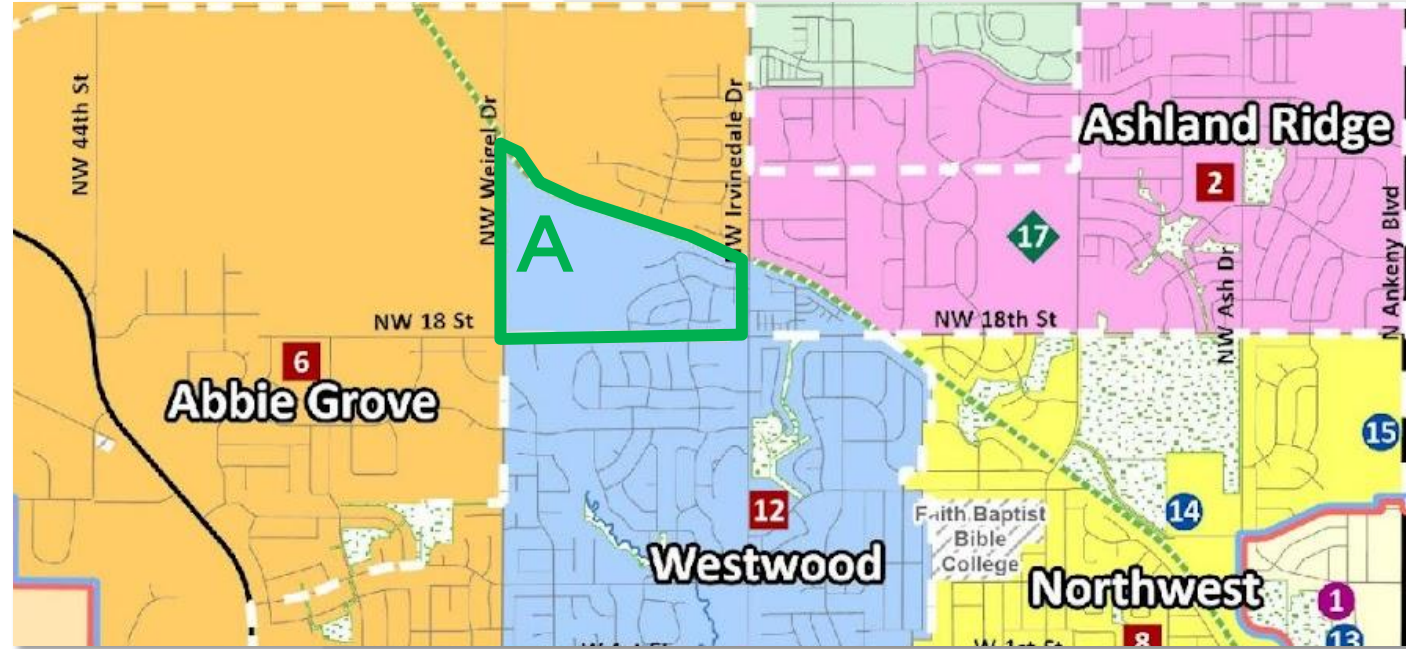 NW 44th St
NW Weigel Dr
NW Irvinedale Dr
Ashland Ridge
2
17
A
N Ankeny Blvd
NW Ash Dr
NW 18 St
NW 18th St
6
Abbie Grove
15
12
14
Faith Baptist
Bible
College
Westwood
Northwest
1
8
13
W 1st St